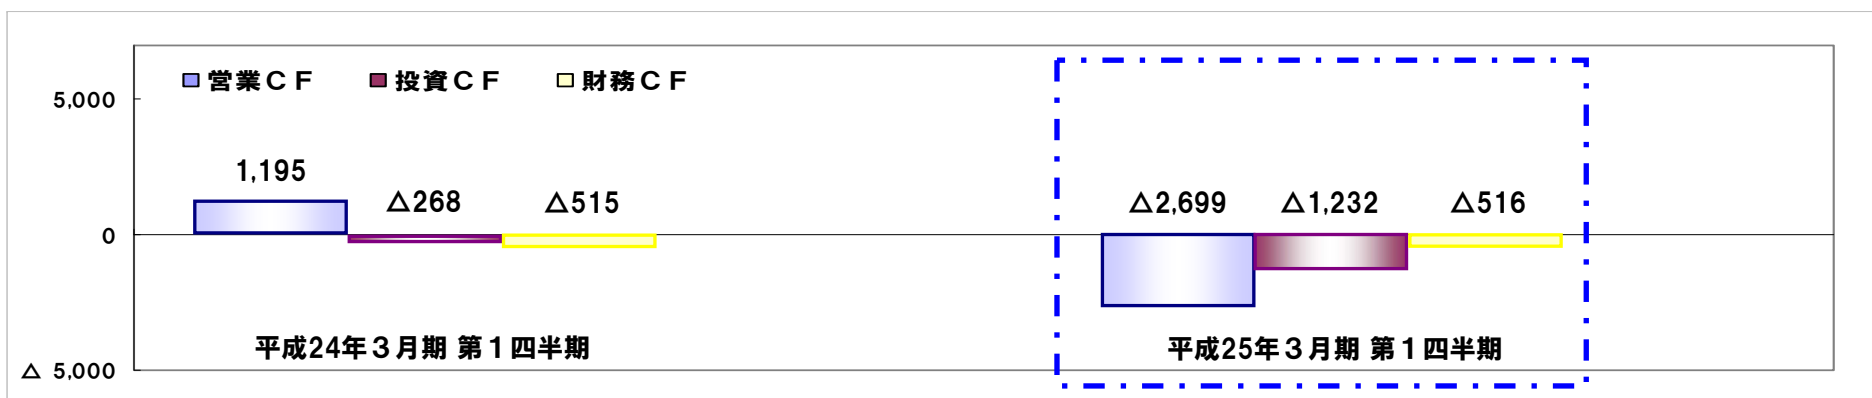 営業ＣＦ 投資ＣＦ 財務ＣＦ
5,000
1,195 △268 △515 △2,699 △1,232 △516
0
平成24年３月期 第１四半期 平成25年３月期 第１四半期
△ 5,000